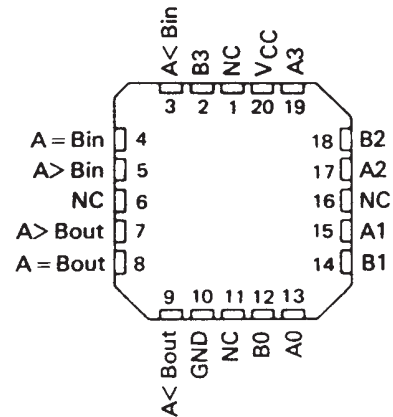 A< Bin
B3
NC
VCC
A3
3 2 1 20 19
A = Bin 4
A> Bin 5
NC 6
A> Bout 7
A = Bout 8
18 B2
17 A2
16 NC
15 A1
14 B1
9 10 11 12 13
A< Bout
GND
NC
B0
A0